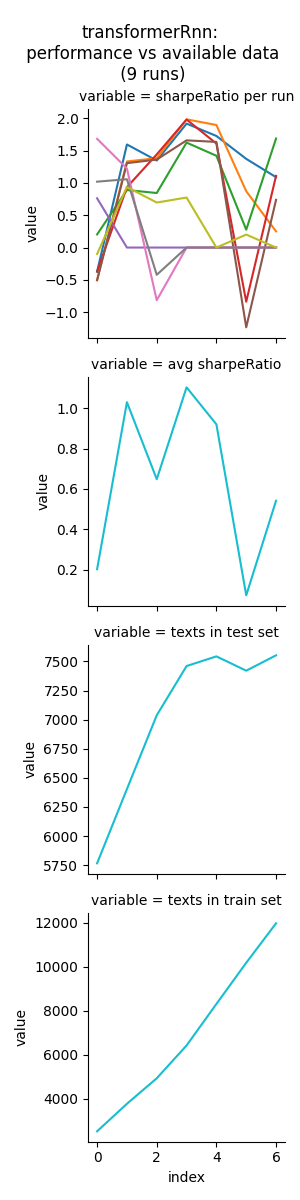 transformerRnn:
performance vs available data
(9 runs)
variable = sharpeRatio per run
2.0
1.5
1.0
0.5
0.0
−0.5
−1.0
value
variable = avg sharpeRatio
1.0
0.8
0.6
0.4
0.2
value
variable = texts in test set
7500
7250
7000
6750
6500
6250
6000
5750
value
variable = texts in train set
12000
10000
8000
6000
4000
value
0 2 4 6
index